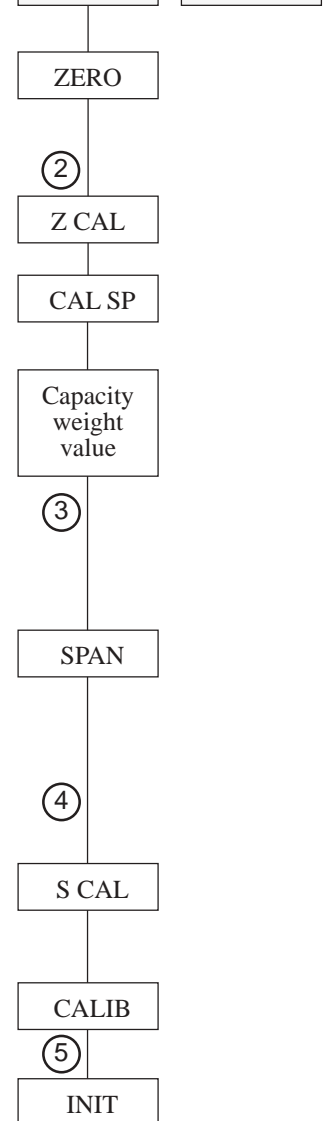 ZERO
2
Z CAL
CAL SP
Capacity
weight
value
3
SPAN
4
S CAL
CALIB
5
INIT